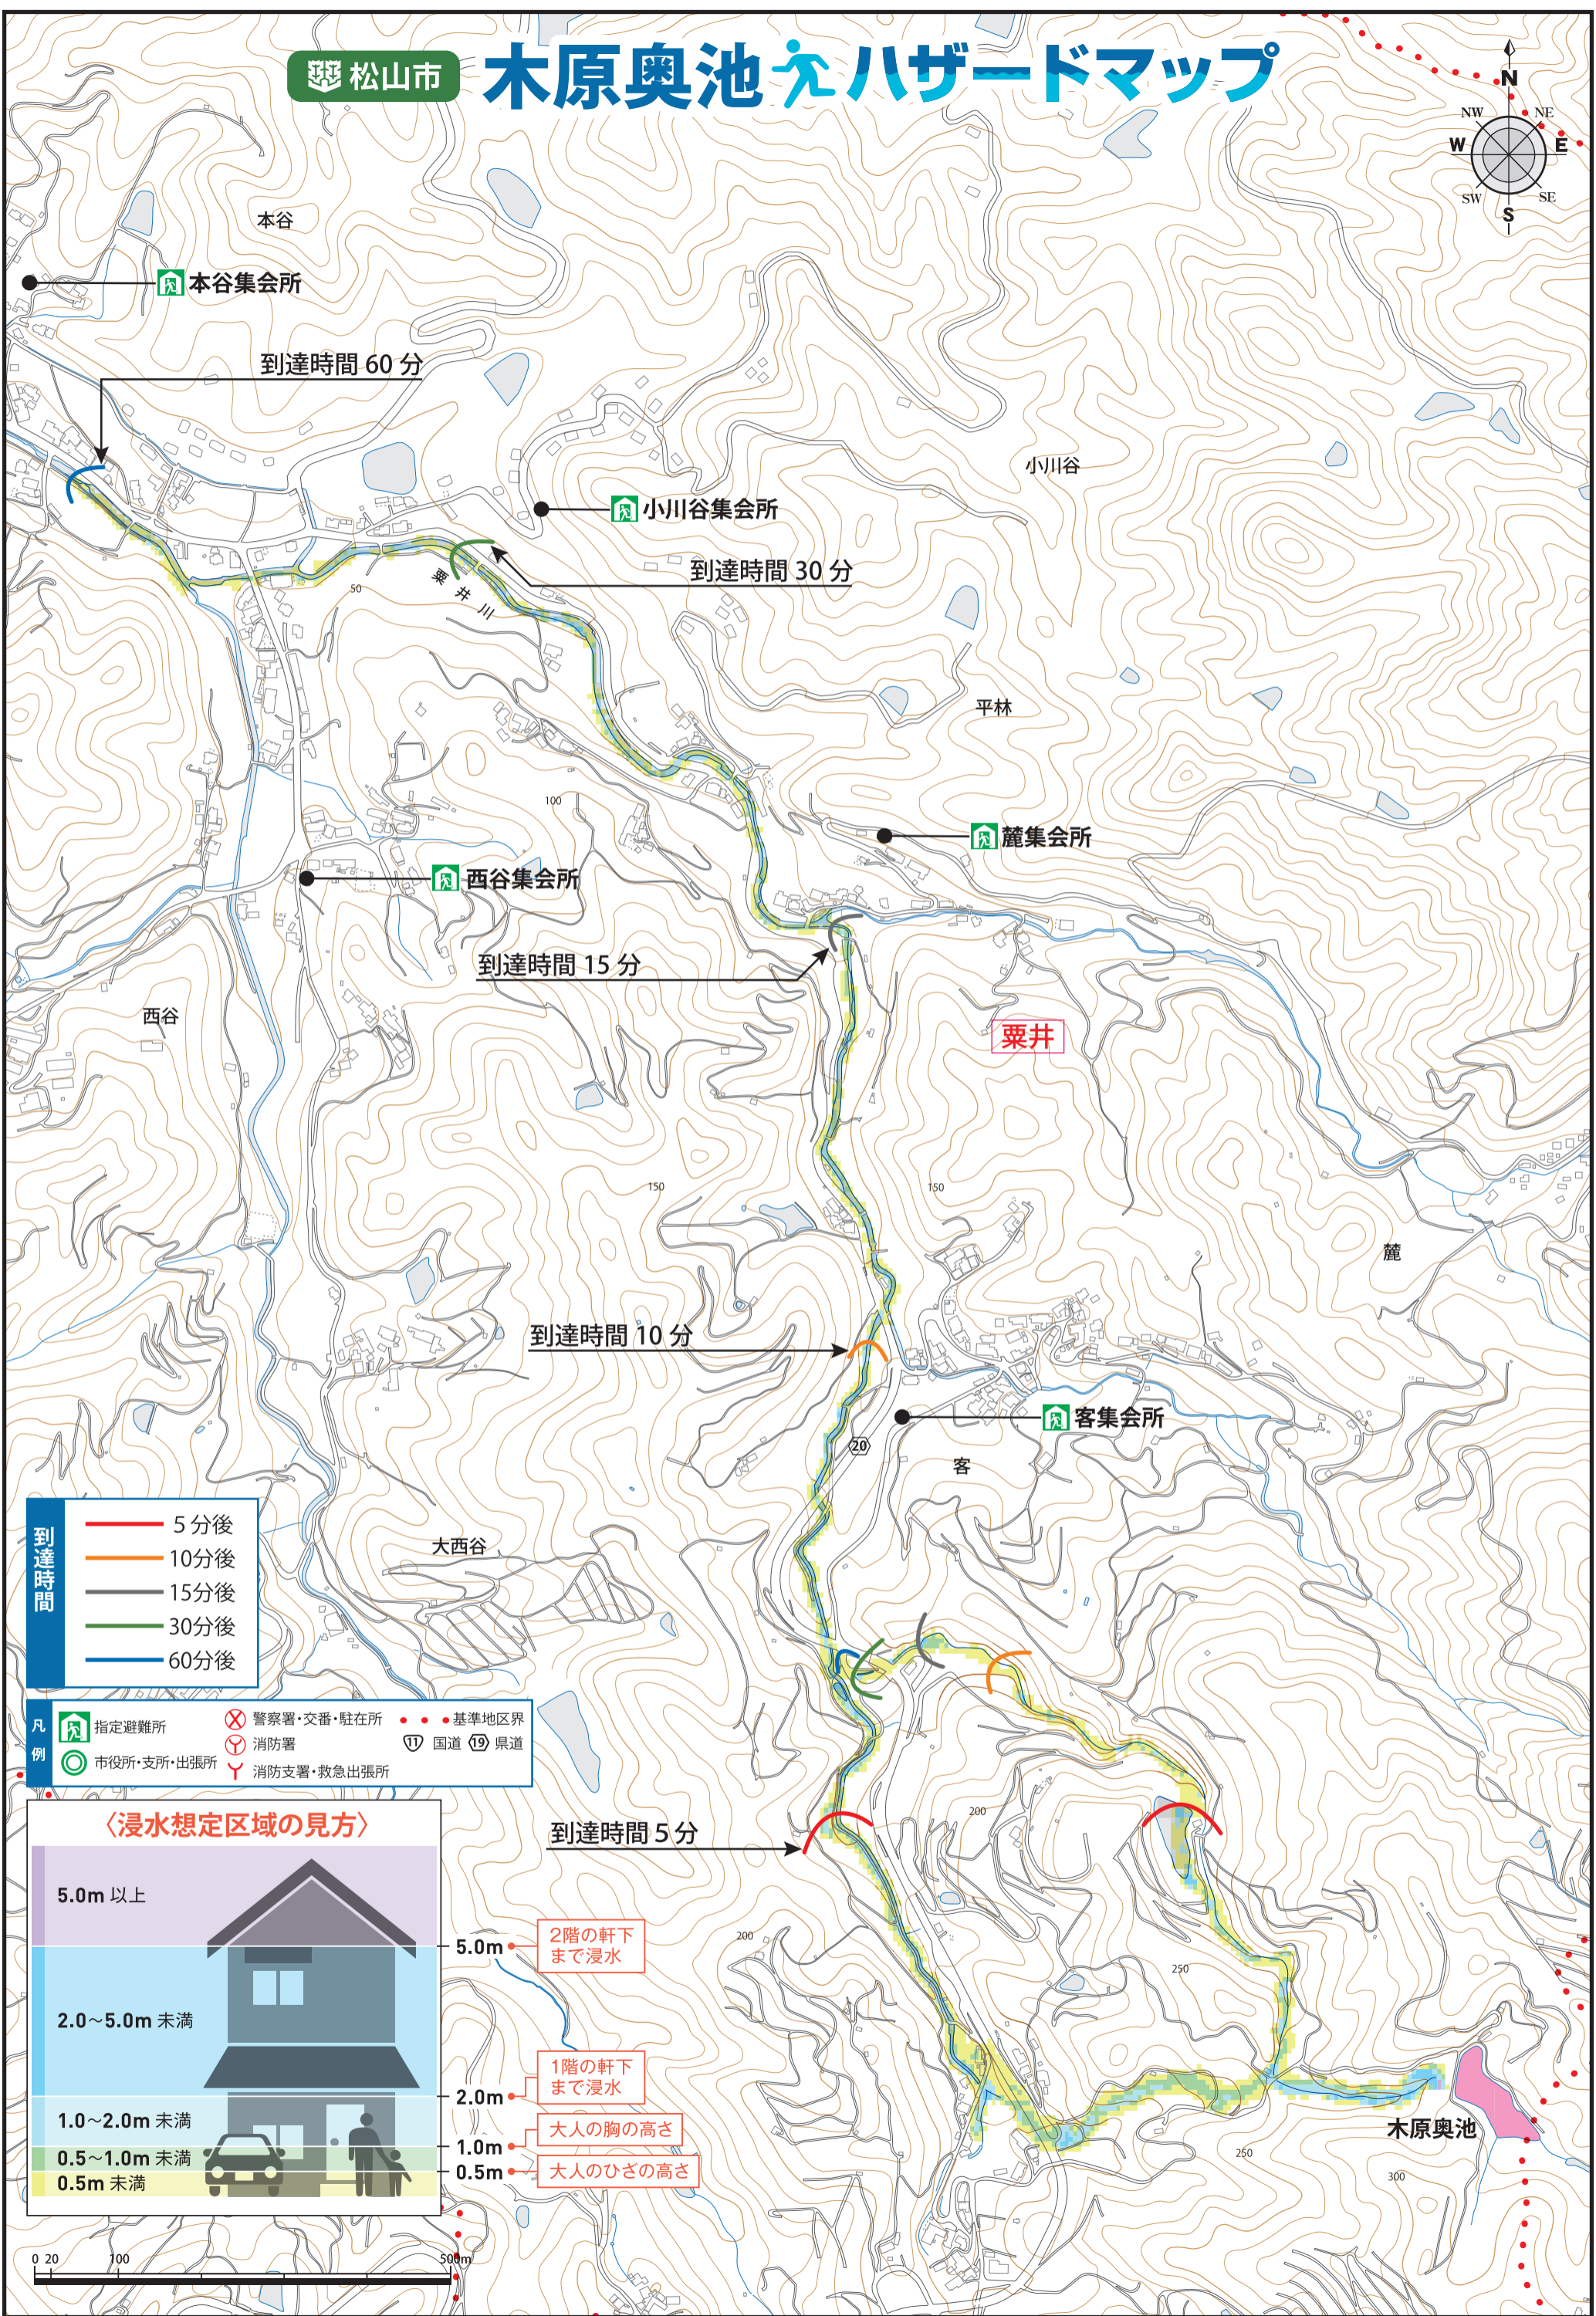 松山市 木原奥池 ハザードマップ
N
NW NE
W E
SW SE
S
本谷
本谷集会所
到達時間 60 分
小川谷
小川谷集会所
到達時間 30 分
粟井川
50
平林
100
麓集会所
西谷集会所
到達時間 15 分
西谷
粟井
150
150
麓
到達時間 10 分
客集会所
20
客
大西谷
到達時間
5 分後
10分後
15分後
30分後
60分後
凡例
指定避難所
警察署・交番・駐在所
基準地区界
消防署
11 国道 19 県道
市役所・支所・出張所
消防支署・救急出張所
200
到達時間 5 分
〈浸水想定区域の見方〉
5.0m 以上
200
5.0m
2階の軒下
まで浸水
250
2.0～5.0m 未満
1階の軒下
まで浸水
2.0m
1.0～2.0m 未満
大人の胸の高さ
1.0m
0.5～1.0m 未満
0.5m
大人のひざの高さ
0.5m 未満
木原奥池
250
300
0 20 100 500m